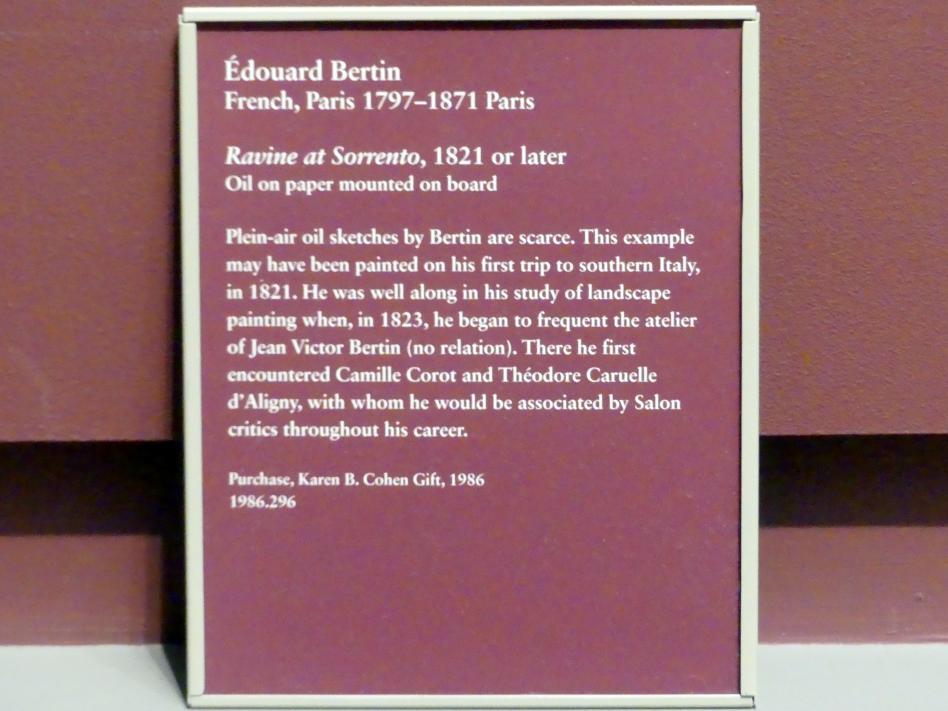 Édouard Bertin
French, Paris 1797–1871 Paris
Ravine at Sorrento, 1821 or later
Oil on paper mounted on board
Plein-air oil sketches by Bertin are scarce. This example
may have been painted on his first trip to southern Italy,
in 1821. He was well along in his study of landscape
painting when, in 1823, he began to frequent the atelier
of Jean Victor Bertin (no relation). There he first
encountered Camille Corot and Théodore Caruelle
d’Aligny, with whom he would be associated by Salon
critics throughout his career.
Purchase, Karen B. Cohen Gift, 1986
1986.296